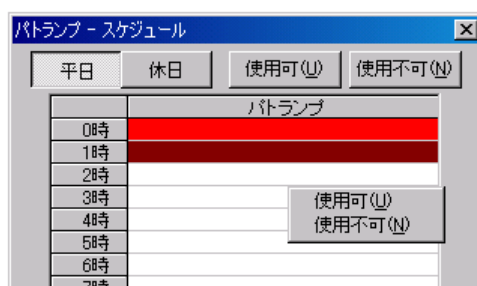 パトランプ - スケジュール
平日 休日 使用可(U) 使用不可(N)
パトランプ
0時
1時
2時
3時 使用可(U)
4時 使用不可(N)
5時
6時
7時